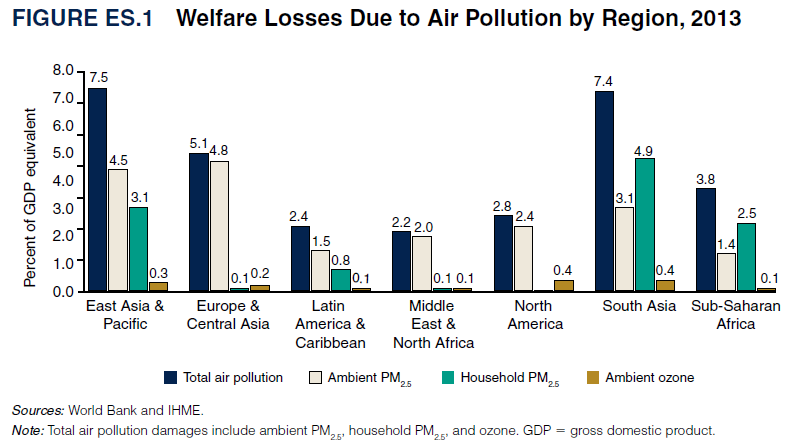 FIGURE ES.1 Welfare Losses Due to Air Pollution by Region, 2013
Percent of GDP equivalent
8.0
7.0
6.0
5.0
4.0
3.0
2.0
1.0
0.0
7.5
4.5
3.1
0.3
5.1
4.8
0.1
0.2
2.4
1.5
0.8
0.1
2.2
2.0
0.1
0.1
2.8
2.4
0.4
7.4
3.1
4.9
0.4
3.8
1.4
2.5
0.1
East Asia &
Pacific
Europe &
Central Asia
Latin
America &
Caribbean
Middle
East &
North Africa
North
America
South Asia
Sub-Saharan
Africa
Total air pollution
Ambient PM2.5
Household PM2.5
Ambient ozone
Sources: World Bank and IHME.
Note: Total air pollution damages include ambient PM2.5, household PM2.5, and ozone. GDP = gross domestic product.